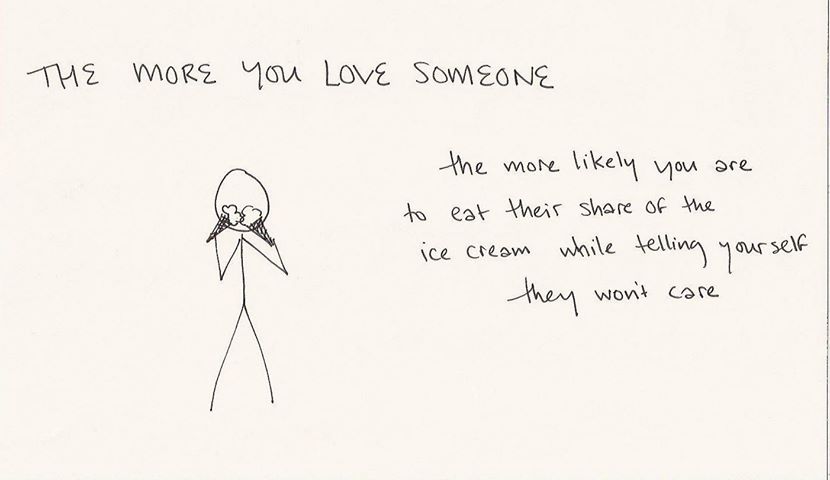 THE MORE YOU LOVE SOMEONE
the more likely you are
to eat their share of the
ice cream while telling yourself
they won't care